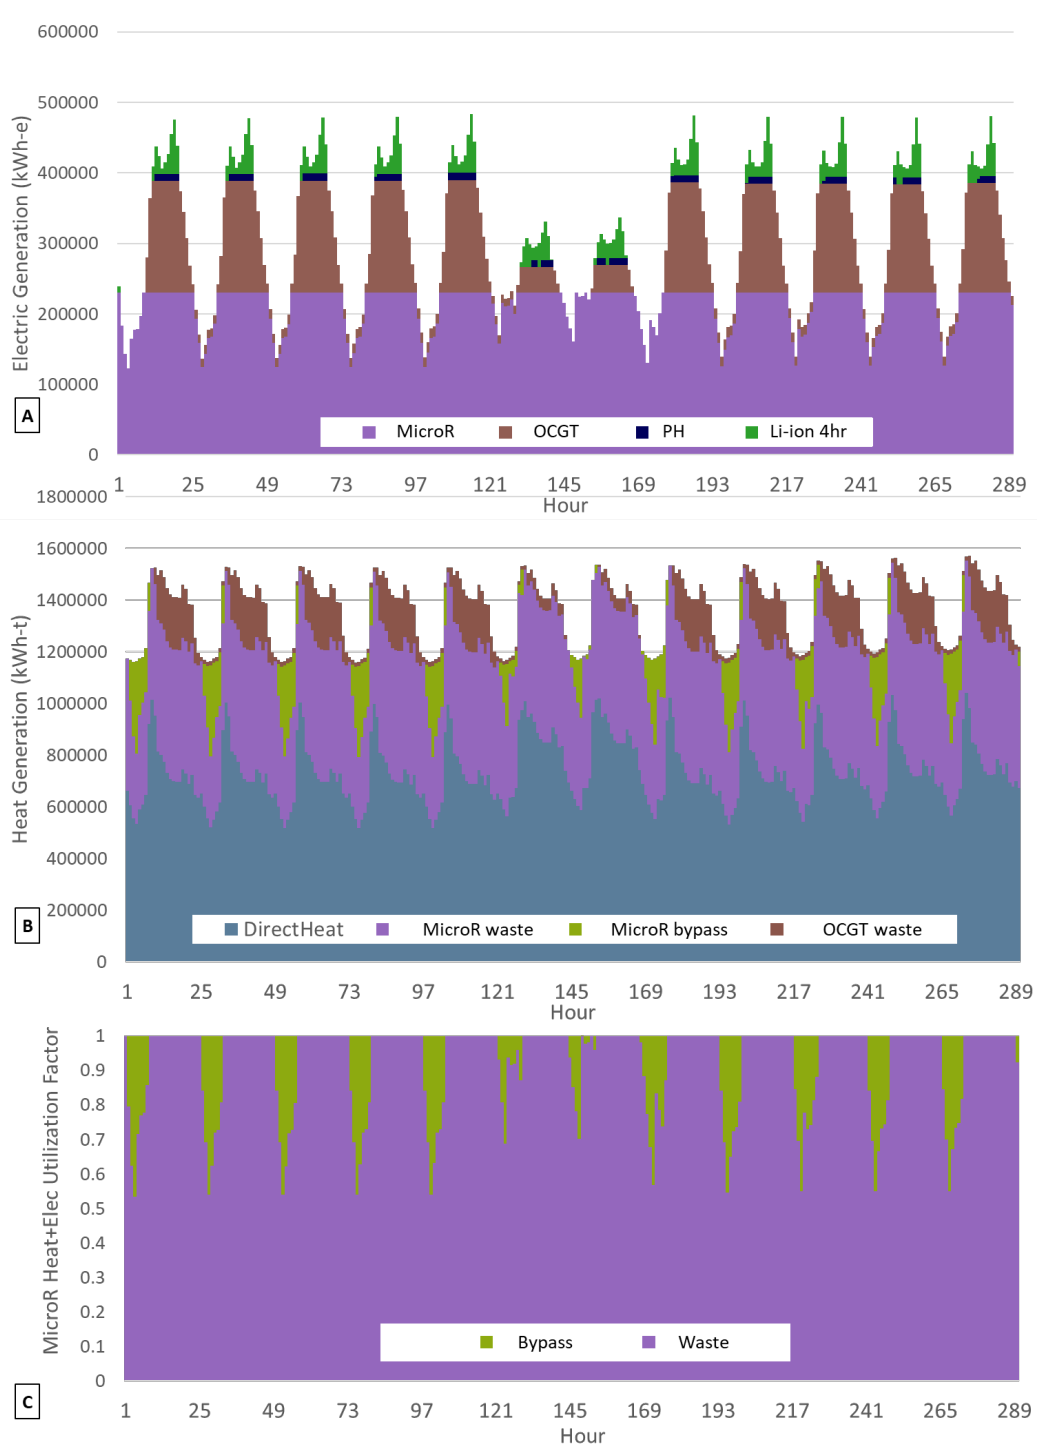 600000
500000
400000
300000
200000
100000
0
Electric Generation (kWh-e)
A
MicroR OCGT PH Li-ion 4hr
1 25 49 73 97 121 145 169 193 217 241 265 289
Hour
1800000
1600000
1400000
1200000
1000000
800000
600000
400000
200000
0
Heat Generation (kWh-t)
B
DirectHeat MicroR waste MicroR bypass OCGT waste
1 25 49 73 97 121 145 169 193 217 241 265 289
Hour
1
0.9
0.8
0.7
0.6
0.5
0.4
0.3
0.2
0.1
0
MicroR Heat+Elec Utilization Factor
C
Bypass Waste
1 25 49 73 97 121 145 169 193 217 241 265 289
Hour